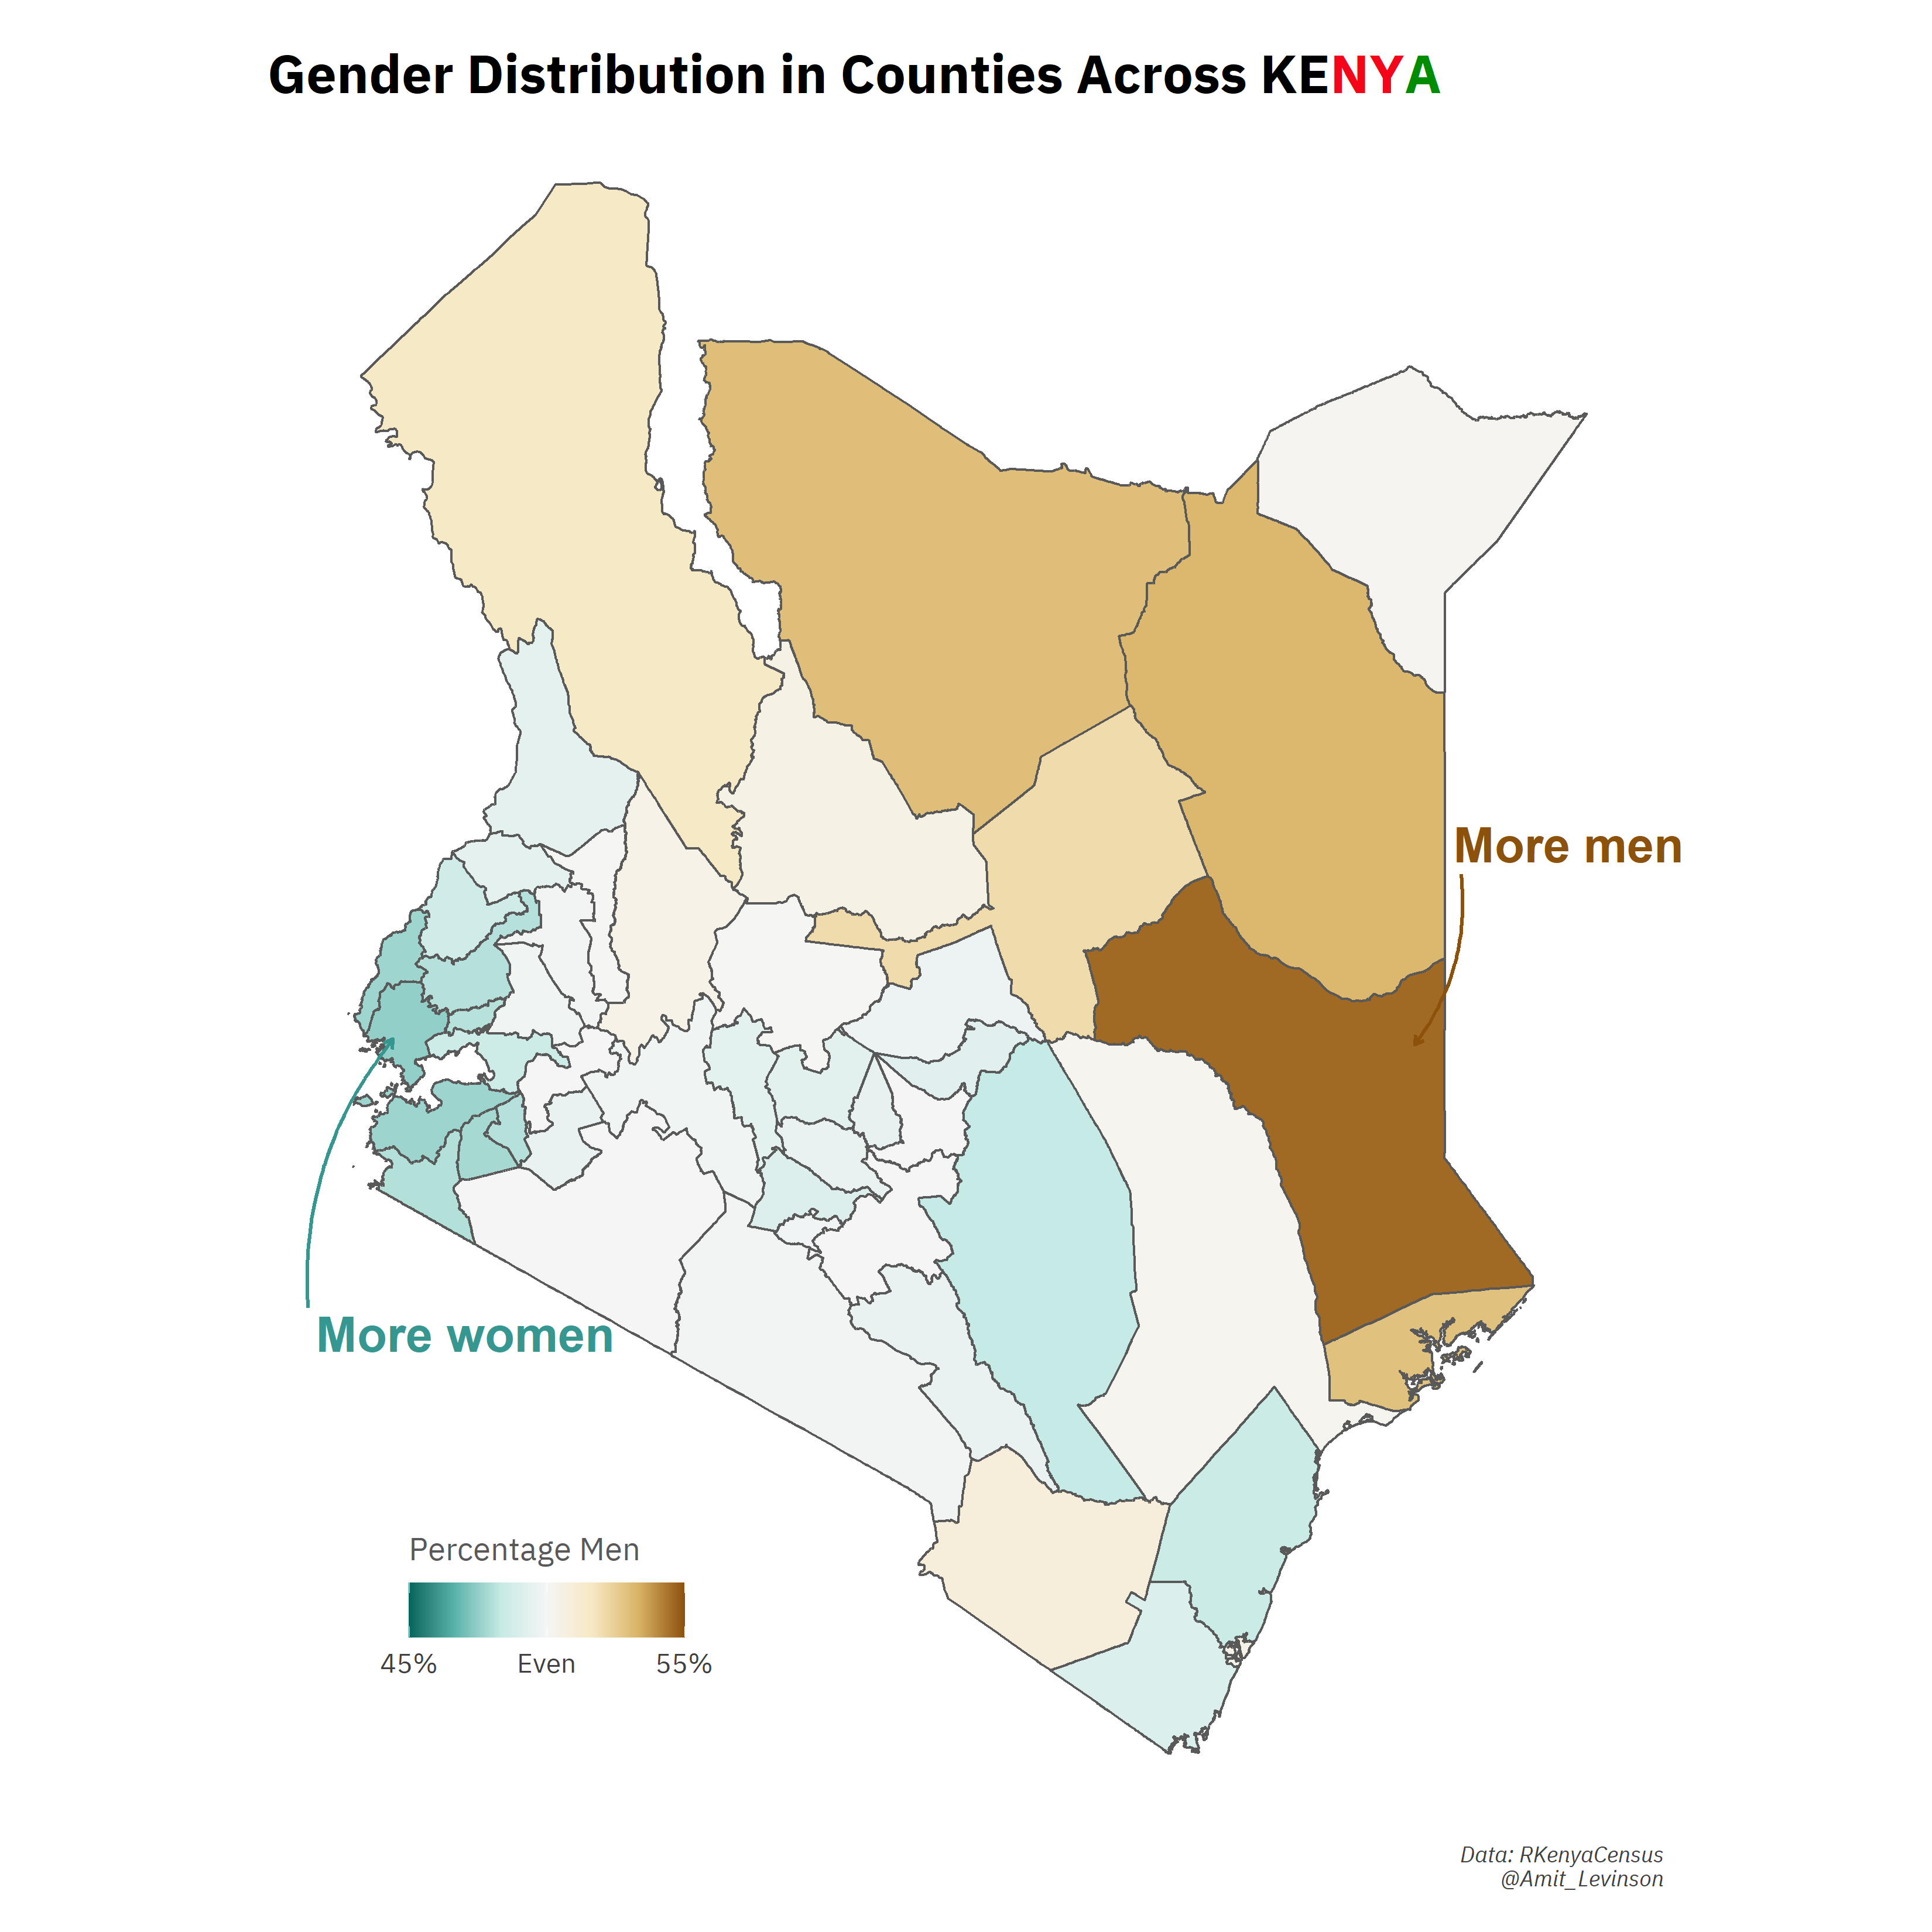 Gender Distribution in Counties Across KENYA
More men
More women
Percentage Men
45% Even 55%
Data: RKenyaCensus
@Amit_Levinson